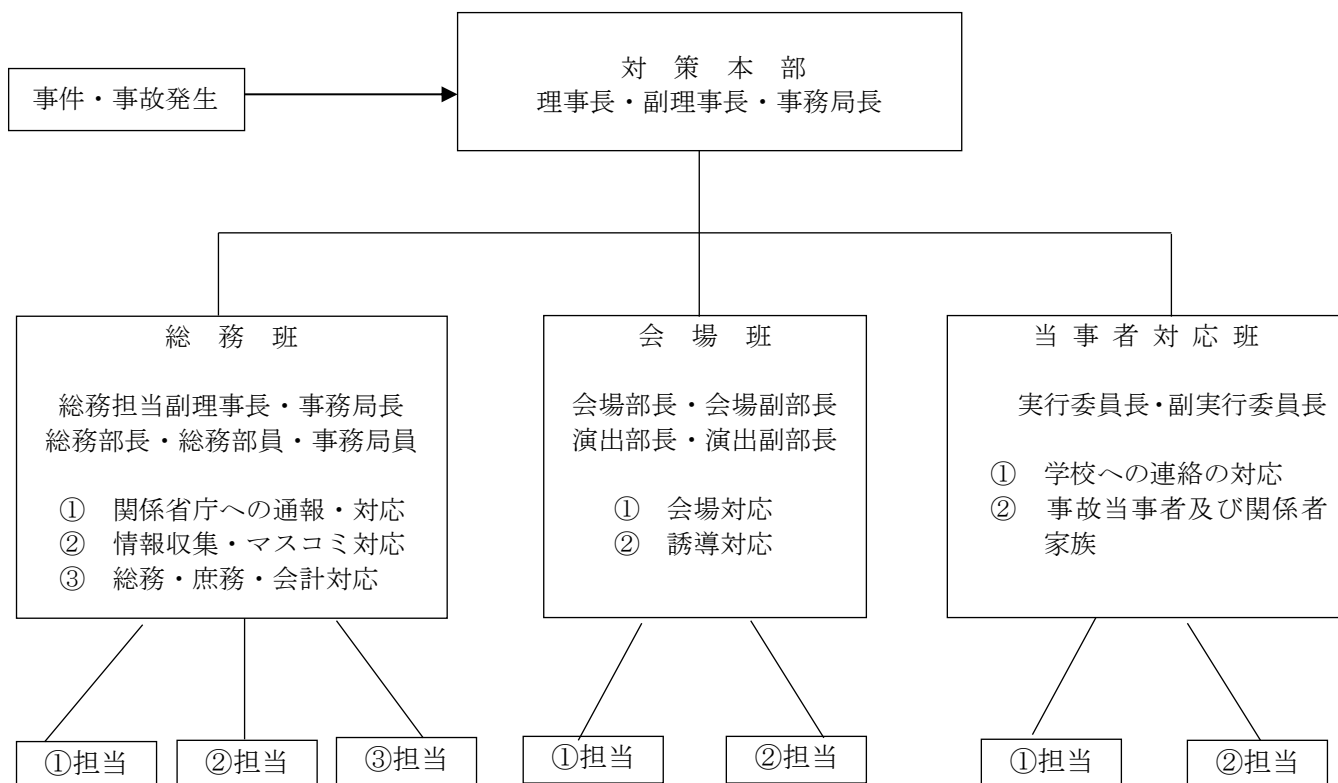 対 策 本 部
理事長・副理事長・事務局長
事件・事故発生
総 務 班
総務担当副理事長・事務局長
総務部長・総務部員・事務局員
① 関係省庁への通報・対応
② 情報収集・マスコミ対応
③ 総務・庶務・会計対応
会 場 班
会場部長・会場副部長
演出部長・演出副部長
① 会場対応
② 誘導対応
当 事 者 対 応 班
実行委員長・副実行委員長
① 学校への連絡の対応
② 事故当事者及び関係者
家族
①担当
②担当
③担当
①担当
②担当
①担当
②担当